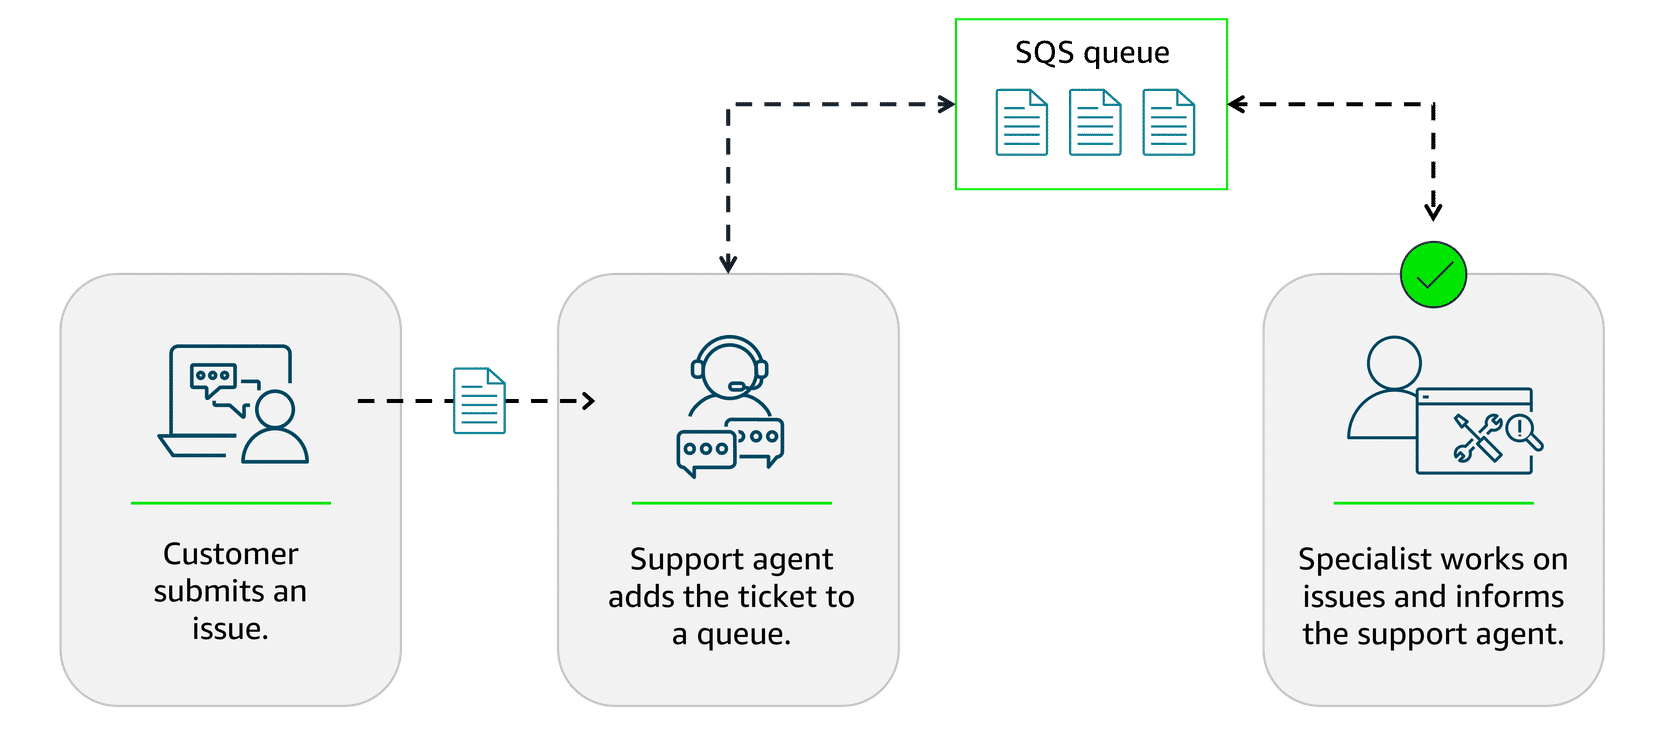 SQS queue
Customer
submits an
issue.
Support agent
adds the ticket to
a queue.
Specialist works on
issues and informs
the support agent.